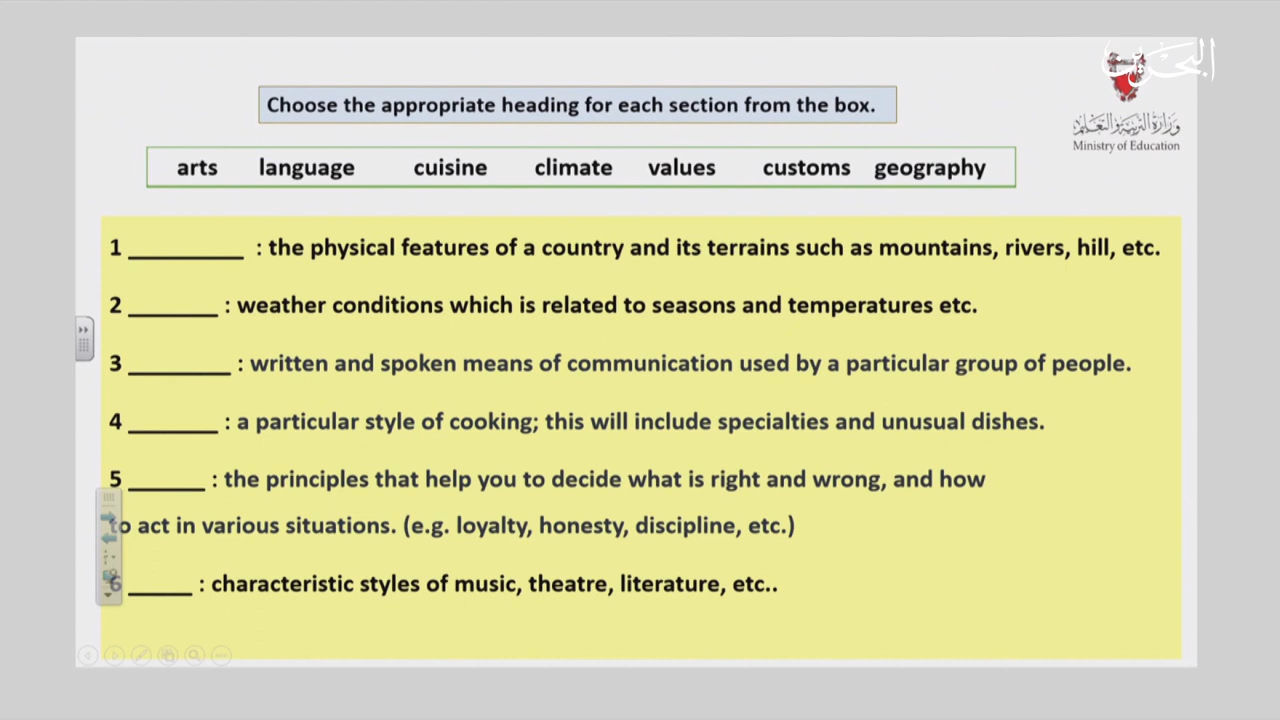 البحرين
Choose the appropriate heading for each section from the box.
وزارة التربية والتعليم
Ministry of Education
arts language cuisine climate values customs geography
1 __________ : the physical features of a country and its terrains such as mountains, rivers, hill, etc.
2 ________ : weather conditions which is related to seasons and temperatures etc.
3 _________ : written and spoken means of communication used by a particular group of people.
4 ________ : a particular style of cooking; this will include specialties and unusual dishes.
5 _______ : the principles that help you to decide what is right and wrong, and how
to act in various situations. (e.g. loyalty, honesty, discipline, etc.)
6 ______ : characteristic styles of music, theatre, literature, etc..